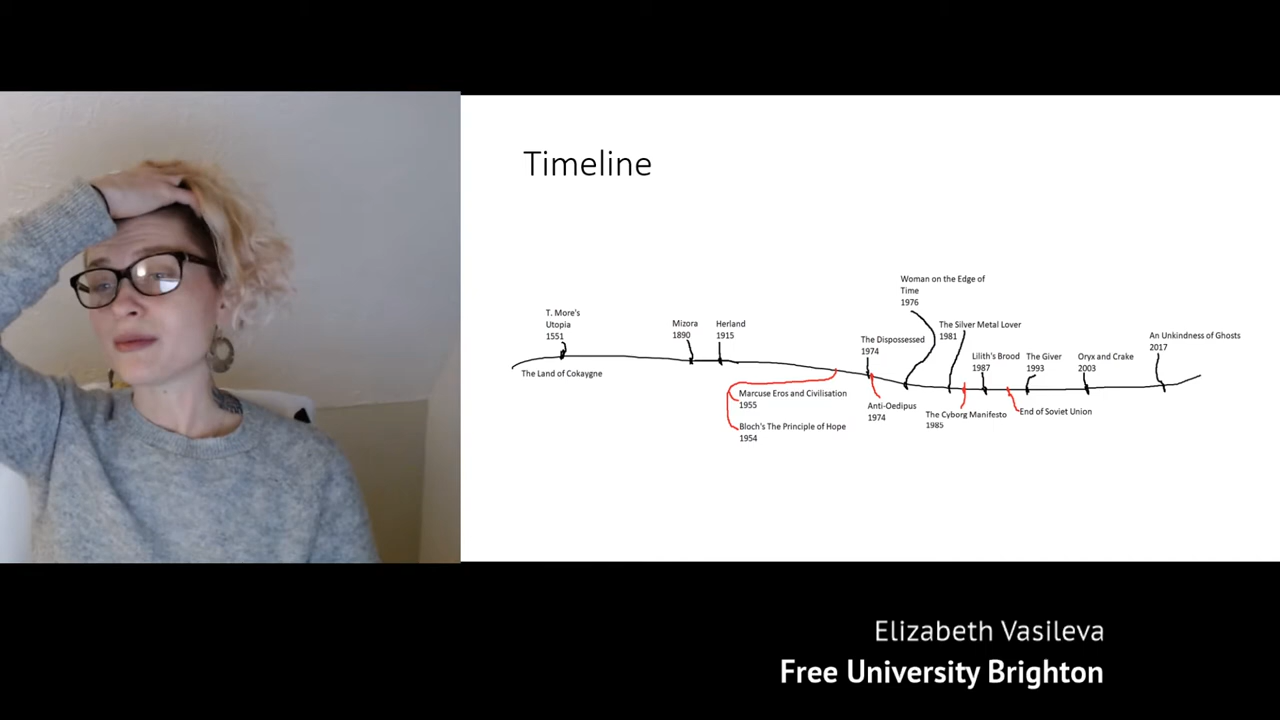 Timeline
Woman on the Edge of
Time
1976
T. More's
Utopia
1551
Mizora
1890
Herland
1915
The Silver Metal Lover
1981
The Dispossessed
1974
An Unkindness of Ghosts
2017
Lilith's Brood
1987
The Giver
1993
Oryx and Crake
2003
The Land of Cokaygne
Marcuse Eros and Civilisation
1955
Bloch's The Principle of Hope
1954
Anti-Oedipus
1974
The Cyborg Manifesto
1985
End of Soviet Union
Elizabeth Vasileva
Free University Brighton